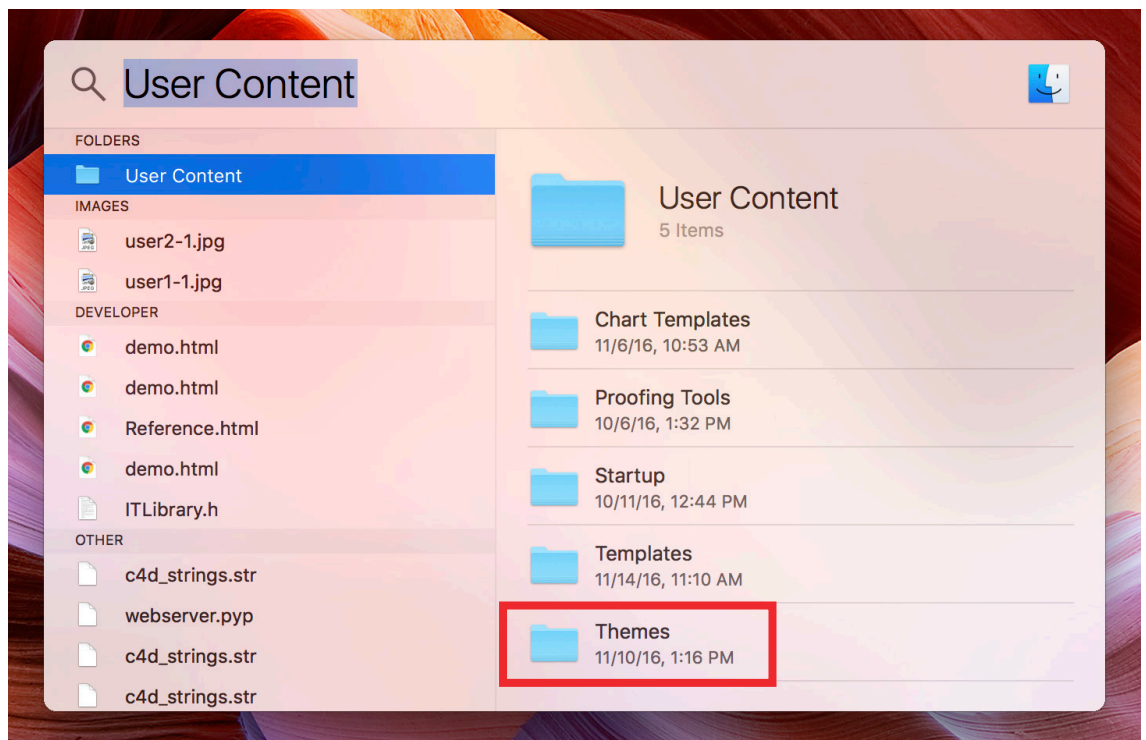 User Content
FOLDERS
User Content
IMAGES
user2-1.jpg
user1-1.jpg
DEVELOPER
demo.html
demo.html
Reference.html
demo.html
ITLibrary.h
OTHER
c4d_strings.str
webserver.pyp
c4d_strings.str
c4d_strings.str
User Content
5 Items
Chart Templates
11/6/16, 10:53 AM
Proofing Tools
10/6/16, 1:32 PM
Startup
10/11/16, 12:44 PM
Templates
11/14/16, 11:10 AM
Themes
11/10/16, 1:16 PM